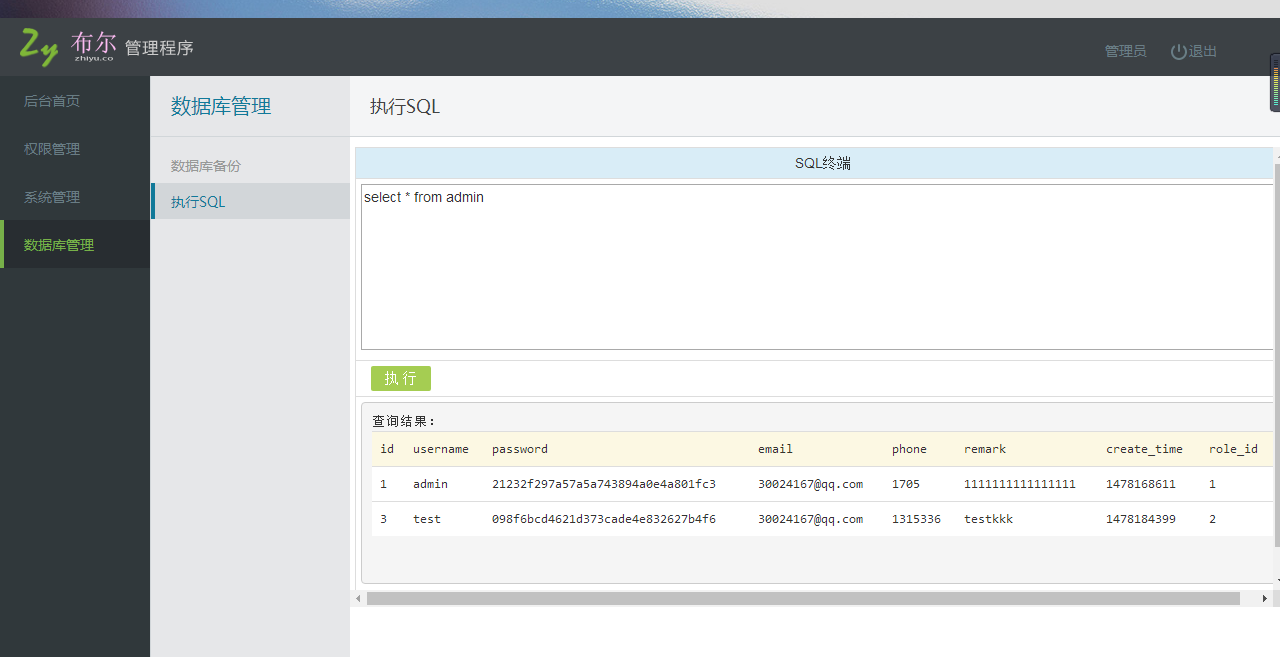 Zy 布尔 管理程序
zhiyu.co
管理员 退出
后台首页
权限管理
系统管理
数据库管理
数据库管理
数据库备份
执行SQL
执行SQL
SQL终端
select * from admin
执 行
查询结果:
id username password email phone remark create_time role_id
1 admin 21232f297a57a5a743894a0e4a801fc3 30024167@qq.com 1705 1111111111111111 1478168611 1
3 test 098f6bcd4621d373cade4e832627b4f6 30024167@qq.com 1315336 testkkk 1478184399 2